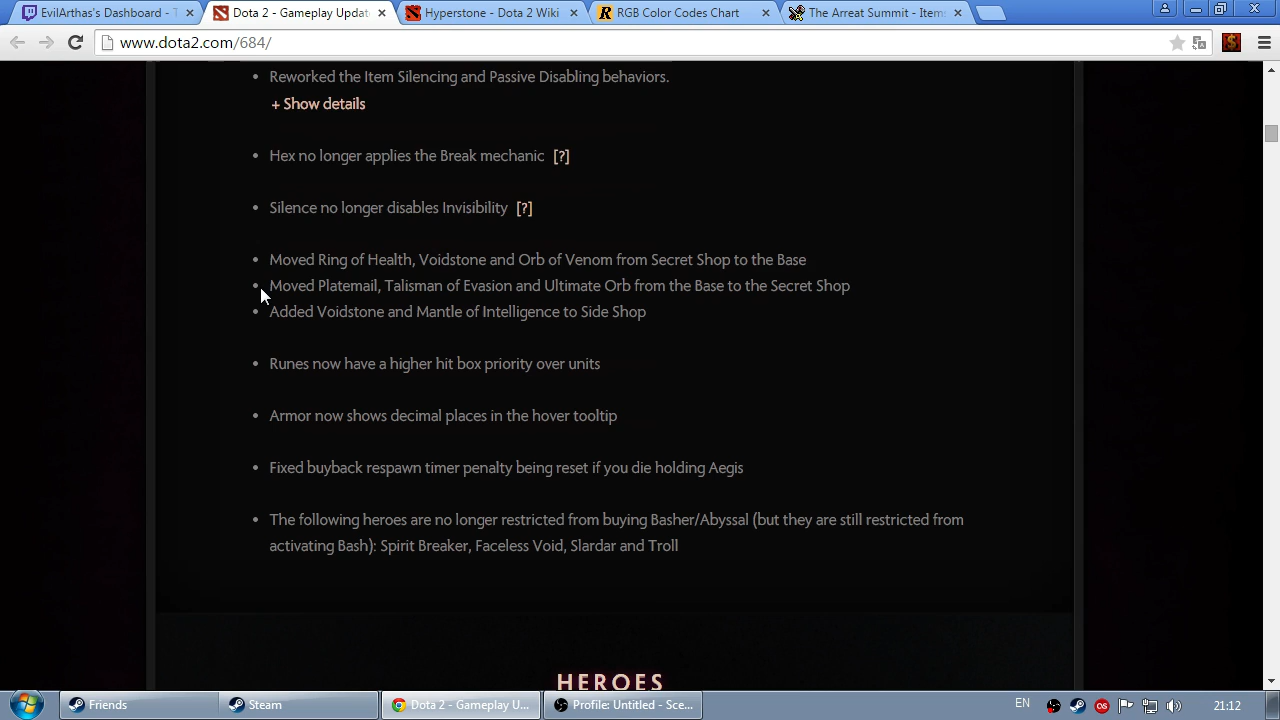 EvilArthas's Dashboard - T
Dota 2 - Gameplay Updat
Hyperstone - Dota 2 Wiki
RGB Color Codes Chart
The Arreat Summit - Items
www.dota2.com/684/
• Reworked the Item Silencing and Passive Disabling behaviors.
+ Show details
• Hex no longer applies the Break mechanic [?]
• Silence no longer disables Invisibility [?]
• Moved Ring of Health, Voidstone and Orb of Venom from Secret Shop to the Base
• Moved Platemail, Talisman of Evasion and Ultimate Orb from the Base to the Secret Shop
• Added Voidstone and Mantle of Intelligence to Side Shop
• Runes now have a higher hit box priority over units
• Armor now shows decimal places in the hover tooltip
• Fixed buyback respawn timer penalty being reset if you die holding Aegis
• The following heroes are no longer restricted from buying Basher/Abyssal (but they are still restricted from
activating Bash): Spirit Breaker, Faceless Void, Slardar and Troll
HEROES
Friends
Steam
Dota 2 - Gameplay U...
Profile: Untitled - Sce...
EN
21:12